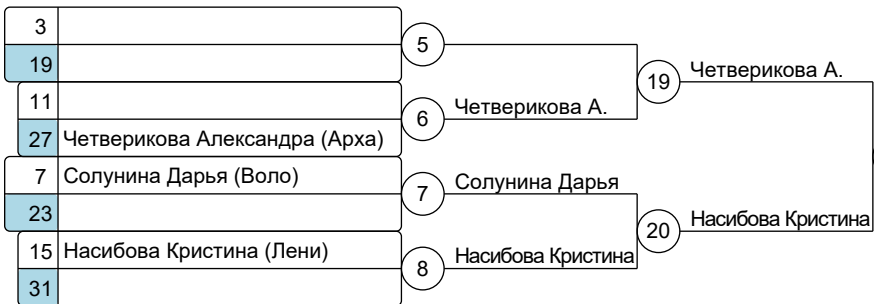 3
5
19
19 Четверикова А.
11
6 Четверикова А.
27 Четверикова Александра (Арха)
7 Солунина Дарья (Воло)
7 Солунина Дарья
23
20 Насибова Кристина
15 Насибова Кристина (Лени)
8 Насибова Кристина
31